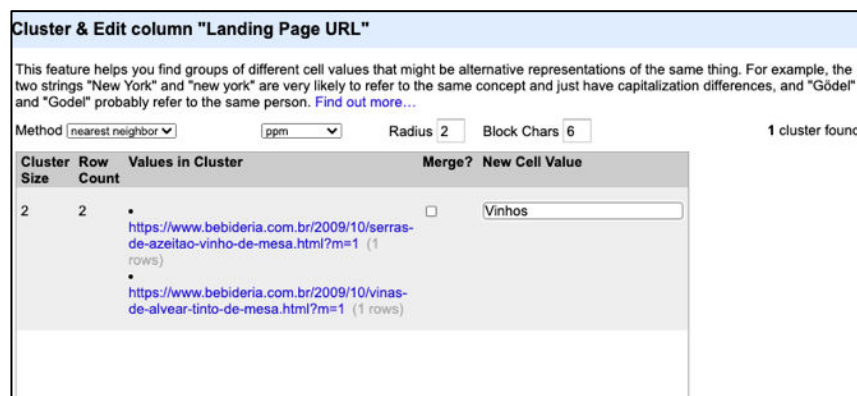 Cluster & Edit column "Landing Page URL"
This feature helps you find groups of different cell values that might be alternative representations of the same thing. For example, the
two strings "New York" and "new york" are very likely to refer to the same concept and just have capitalization differences, and "Gödel"
and "Godel" probably refer to the same person. Find out more…
Method nearest neighbor ppm Radius 2 Block Chars 6 1 cluster found
Cluster Size Row Count Values in Cluster Merge? New Cell Value
2 2 • Vinhos
https://www.bebideria.com.br/2009/10/serras-
de-azeitao-vinho-de-mesa.html?m=1 (1
rows)
•
https://www.bebideria.com.br/2009/10/vinas-
de-alvear-tinto-de-mesa.html?m=1 (1 rows)